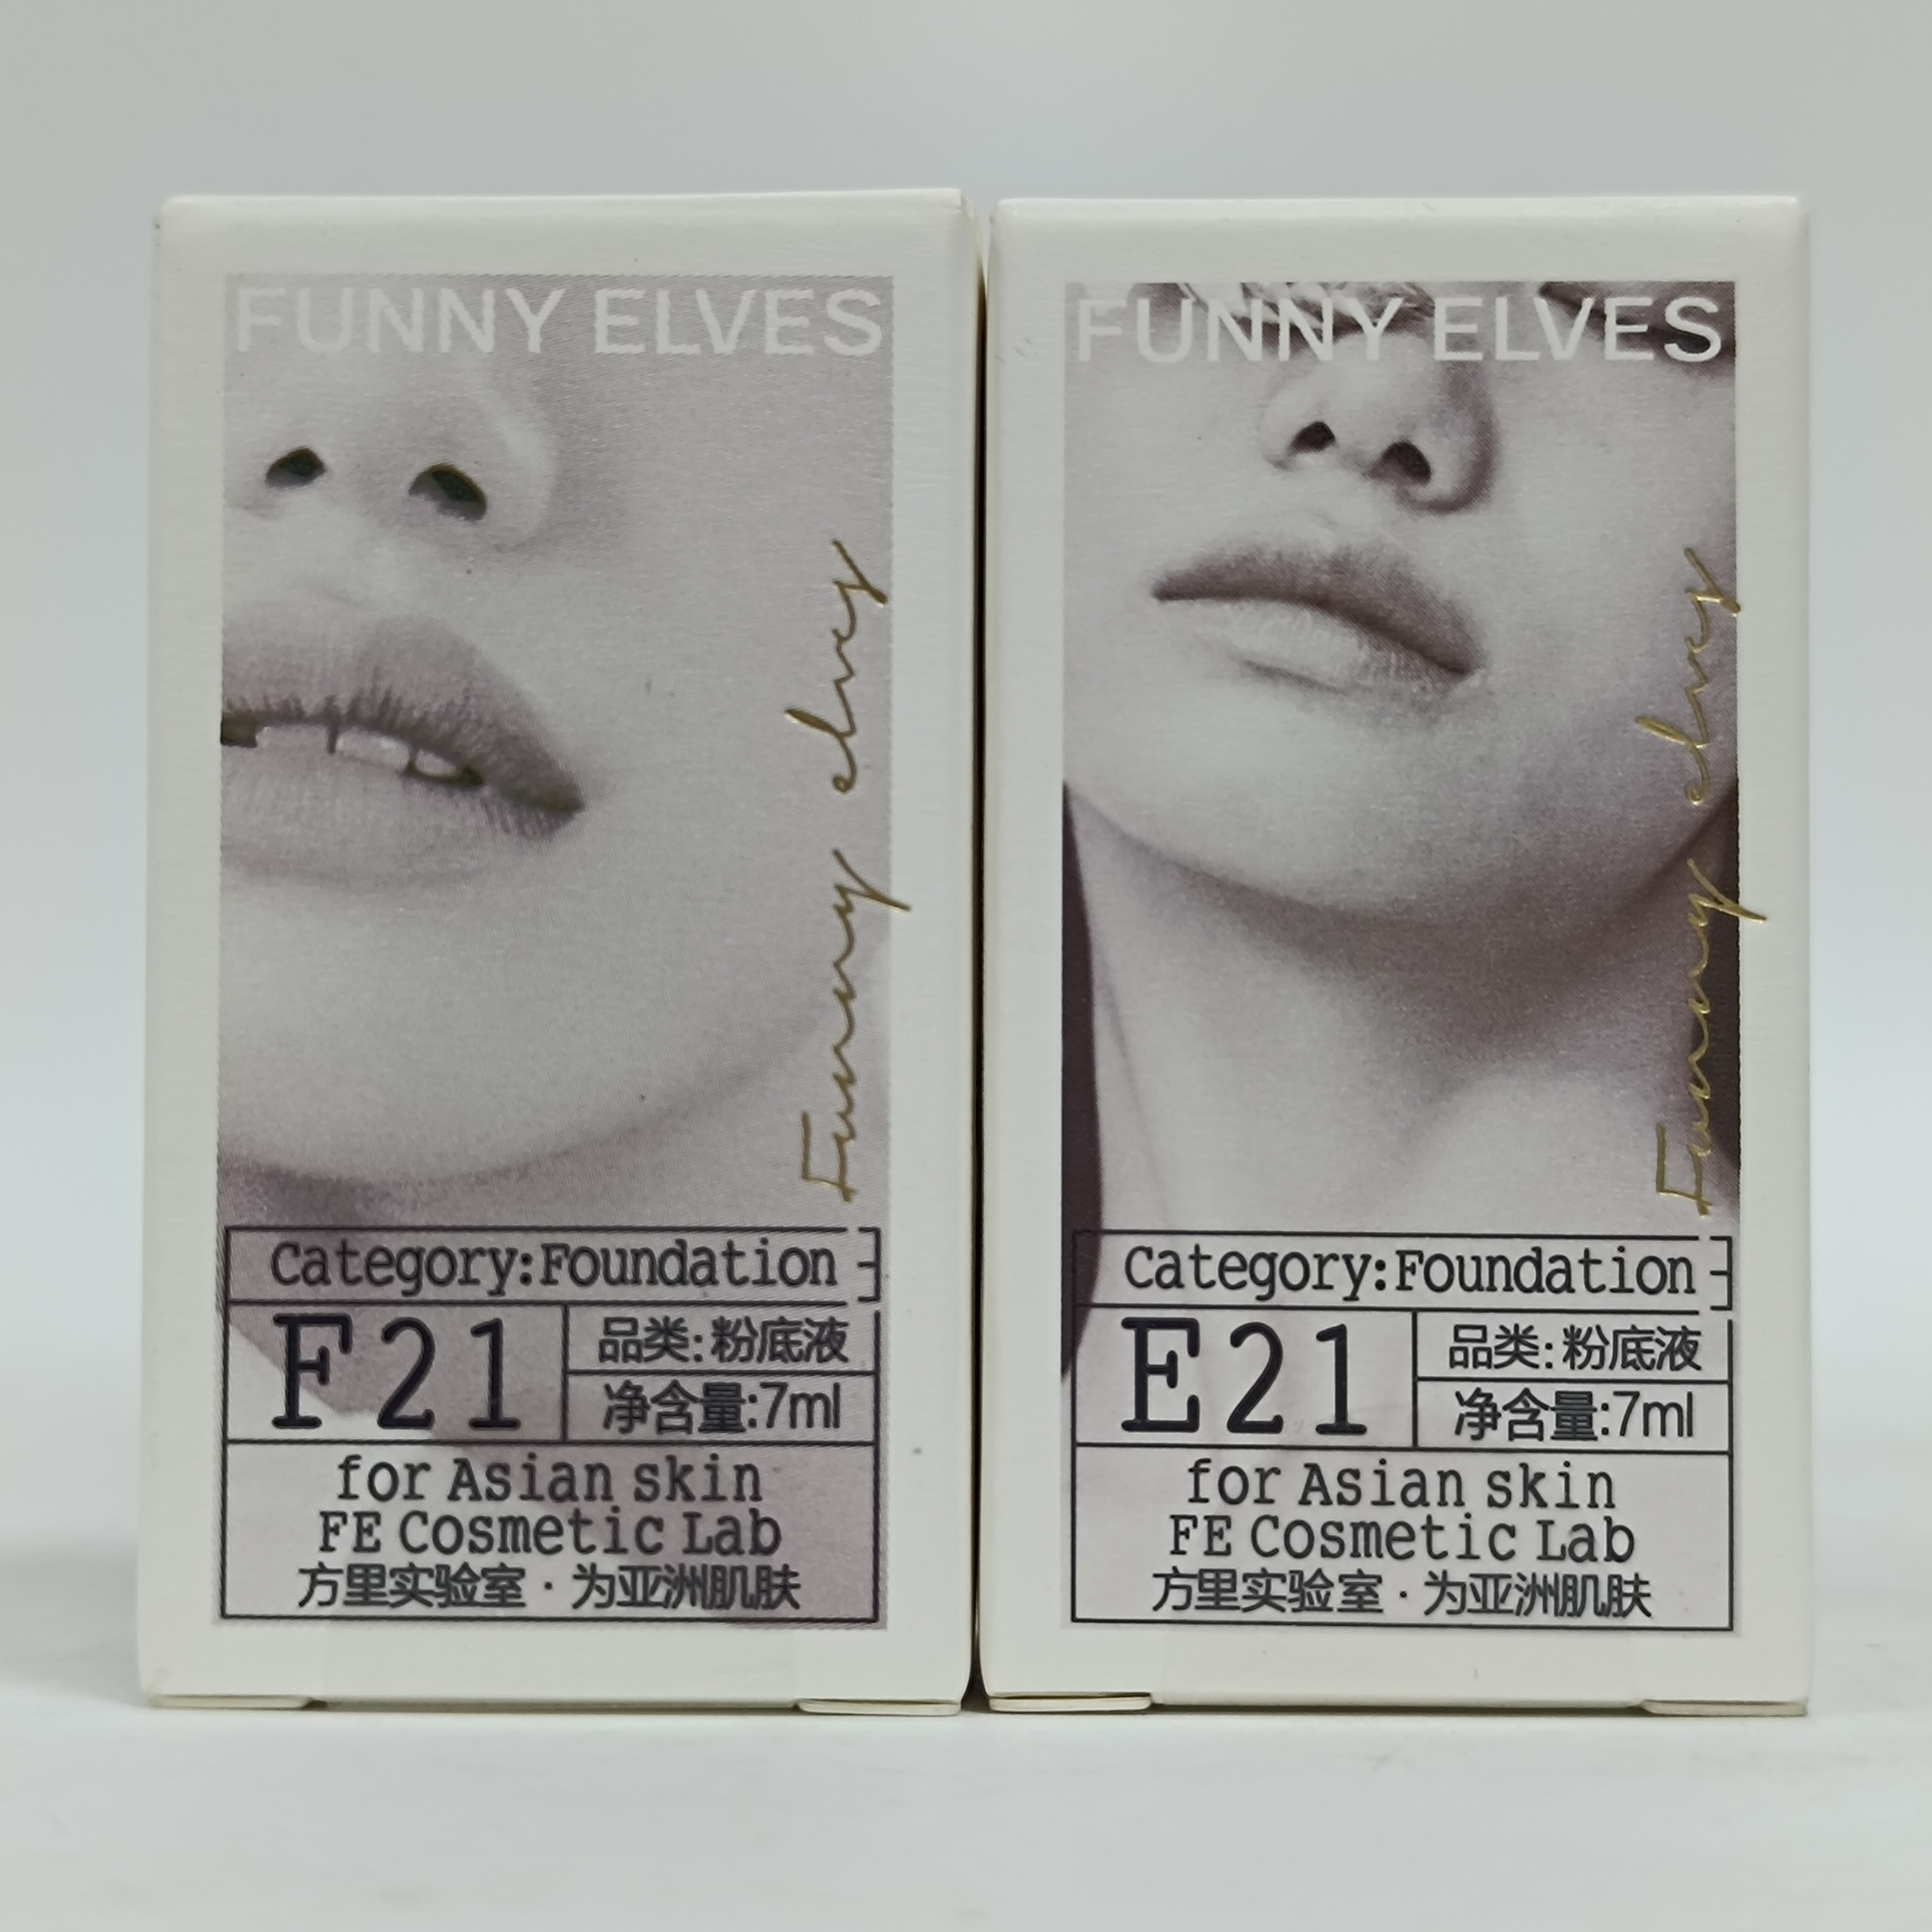 FUNNY ELVES
Funny elves
Category:Foundation
F21
品类:粉底液
净含量:7ml
for Asian skin
FE Cosmetic Lab
方里实验室·为亚洲肌肤
FUNNY ELVES
Funny elves
Category:Foundation
E21
品类:粉底液
净含量:7ml
for Asian skin
FE Cosmetic Lab
方里实验室·为亚洲肌肤